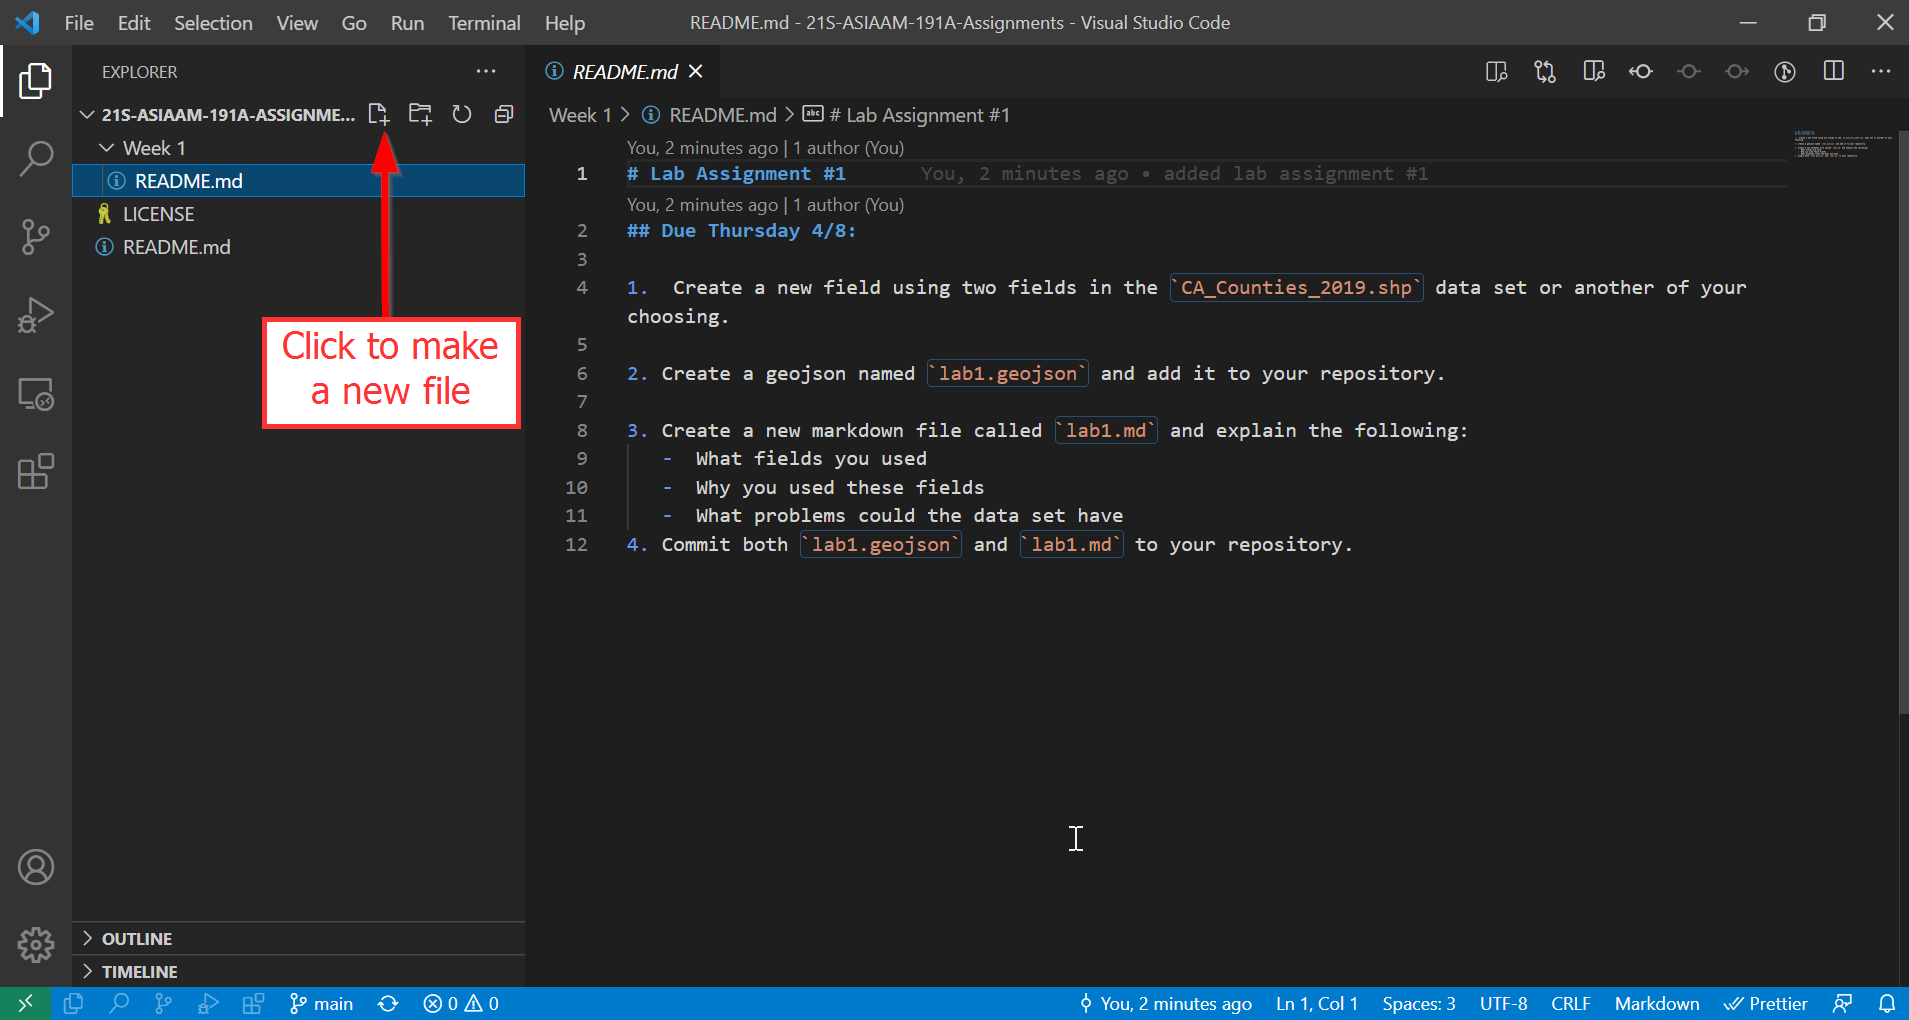 File Edit Selection View Go Run Terminal Help README.md - 21S-ASIAAM-191A-Assignments - Visual Studio Code
EXPLORER
README.md
21S-ASIAAM-191A-ASSIGNME...
Week 1
README.md
LICENSE
README.md
Click to make
a new file
Week 1 > README.md > # Lab Assignment #1
You, 2 minutes ago | 1 author (You)
1 # Lab Assignment #1 You, 2 minutes ago • added lab assignment #1
You, 2 minutes ago | 1 author (You)
2 ## Due Thursday 4/8:
3
4 1. Create a new field using two fields in the `CA_Counties_2019.shp` data set or another of your
choosing.
5
6 2. Create a geojson named `lab1.geojson` and add it to your repository.
7
8 3. Create a new markdown file called `lab1.md` and explain the following:
9 - What fields you used
10 - Why you used these fields
11 - What problems could the data set have
12 4. Commit both `lab1.geojson` and `lab1.md` to your repository.
OUTLINE
TIMELINE
main 0 0 You, 2 minutes ago Ln 1, Col 1 Spaces: 3 UTF-8 CRLF Markdown Prettier